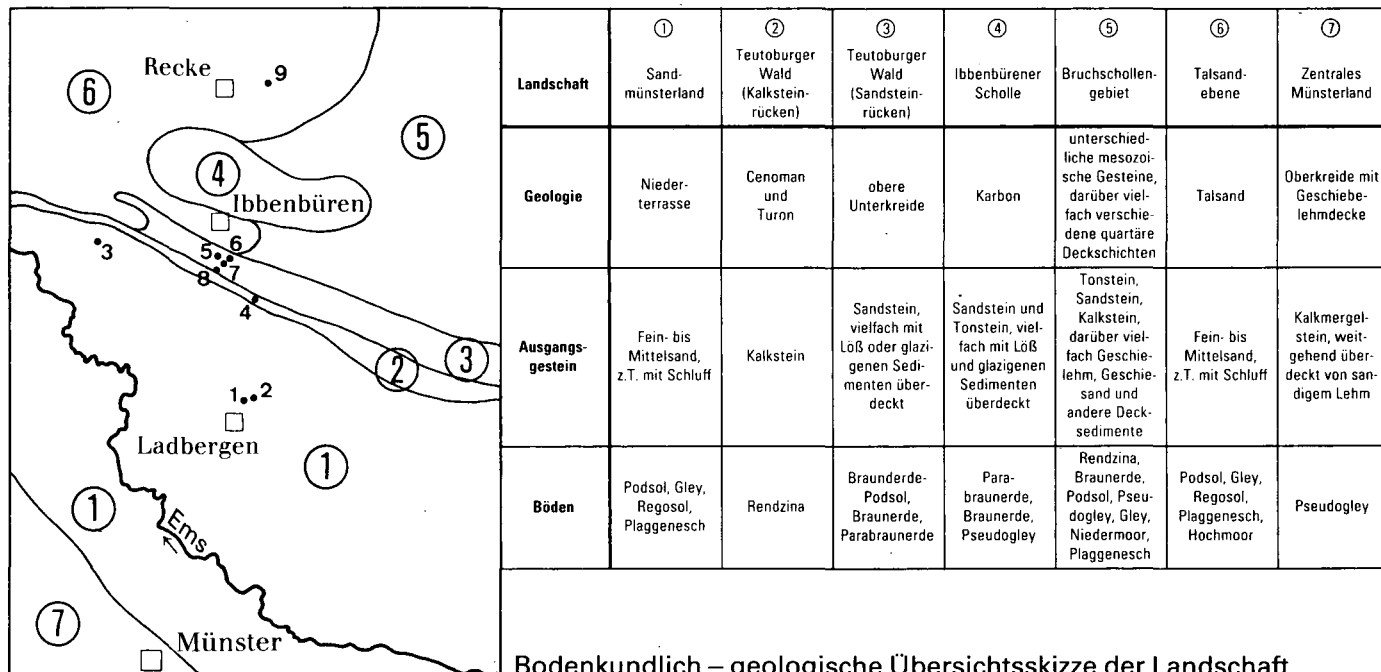 Recke
9
⑥
⑤
④
Ibbenbüren
3
5
6
7
8
4
③
②
1
2
Ladbergen
①
①
Ems
⑦
Münster
Landschaft
①
Sand-
münsterland
②
Teutoburger
Wald
(Kalkstein-
rücken)
③
Teutoburger
Wald
(Sandstein-
rücken)
④
Ibbenbürener
Scholle
⑤
Bruchschollen-
gebiet
⑥
Talsand-
ebene
⑦
Zentrales
Münsterland
Geologie
Nieder-
terrasse
Cenoman
und
Turon
obere
Unterkreide
Karbon
unterschied-
liche mesozoi-
sche Gesteine,
darüber viel-
fach verschie-
dene quartäre
Deckschichten
Talsand
Oberkreide mit
Geschiebe-
lehmdecke
Ausgangs-
gestein
Fein- bis
Mittelsand,
z.T. mit Schluff
Kalkstein
Sandstein,
vielfach mit
Löß oder glazi-
genen Sedi-
menten über-
deckt
Sandstein und
Tonstein, viel-
fach mit Löß
und glazigenen
Sedimenten
überdeckt
Tonstein,
Sandstein,
Kalkstein,
darüber viel-
fach Geschie-
lehm, Geschie-
sand und
andere Deck-
sedimente
Fein- bis
Mittelsand,
z.T. mit Schluff
Kalkmergel-
stein, weit-
gehend über-
deckt von san-
digem Lehm
Böden
Podsol, Gley,
Regosol,
Plaggenesch
Rendzina
Braunderde-
Podsol,
Braunerde,
Parabraunerde
Para-
braunerde,
Braunerde,
Pseudogley
Rendzina,
Braunerde,
Podsol, Pseu-
dogley, Gley,
Niedermoor,
Plaggenesch
Podsol, Gley,
Regosol,
Plaggenesch,
Hochmoor
Pseudogley
Bodenkundlich – geologische Übersichtsskizze der Landschaft